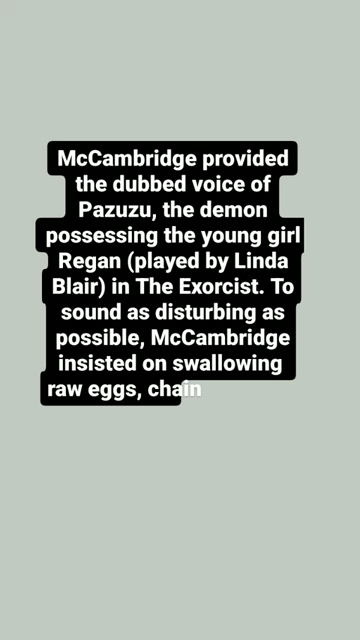 McCambridge provided
the dubbed voice of
Pazuzu, the demon
possessing the young girl
Regan (played by Linda
Blair) in The Exorcist. To
sound as disturbing as
possible, McCambridge
insisted on swallowing
raw eggs, chain